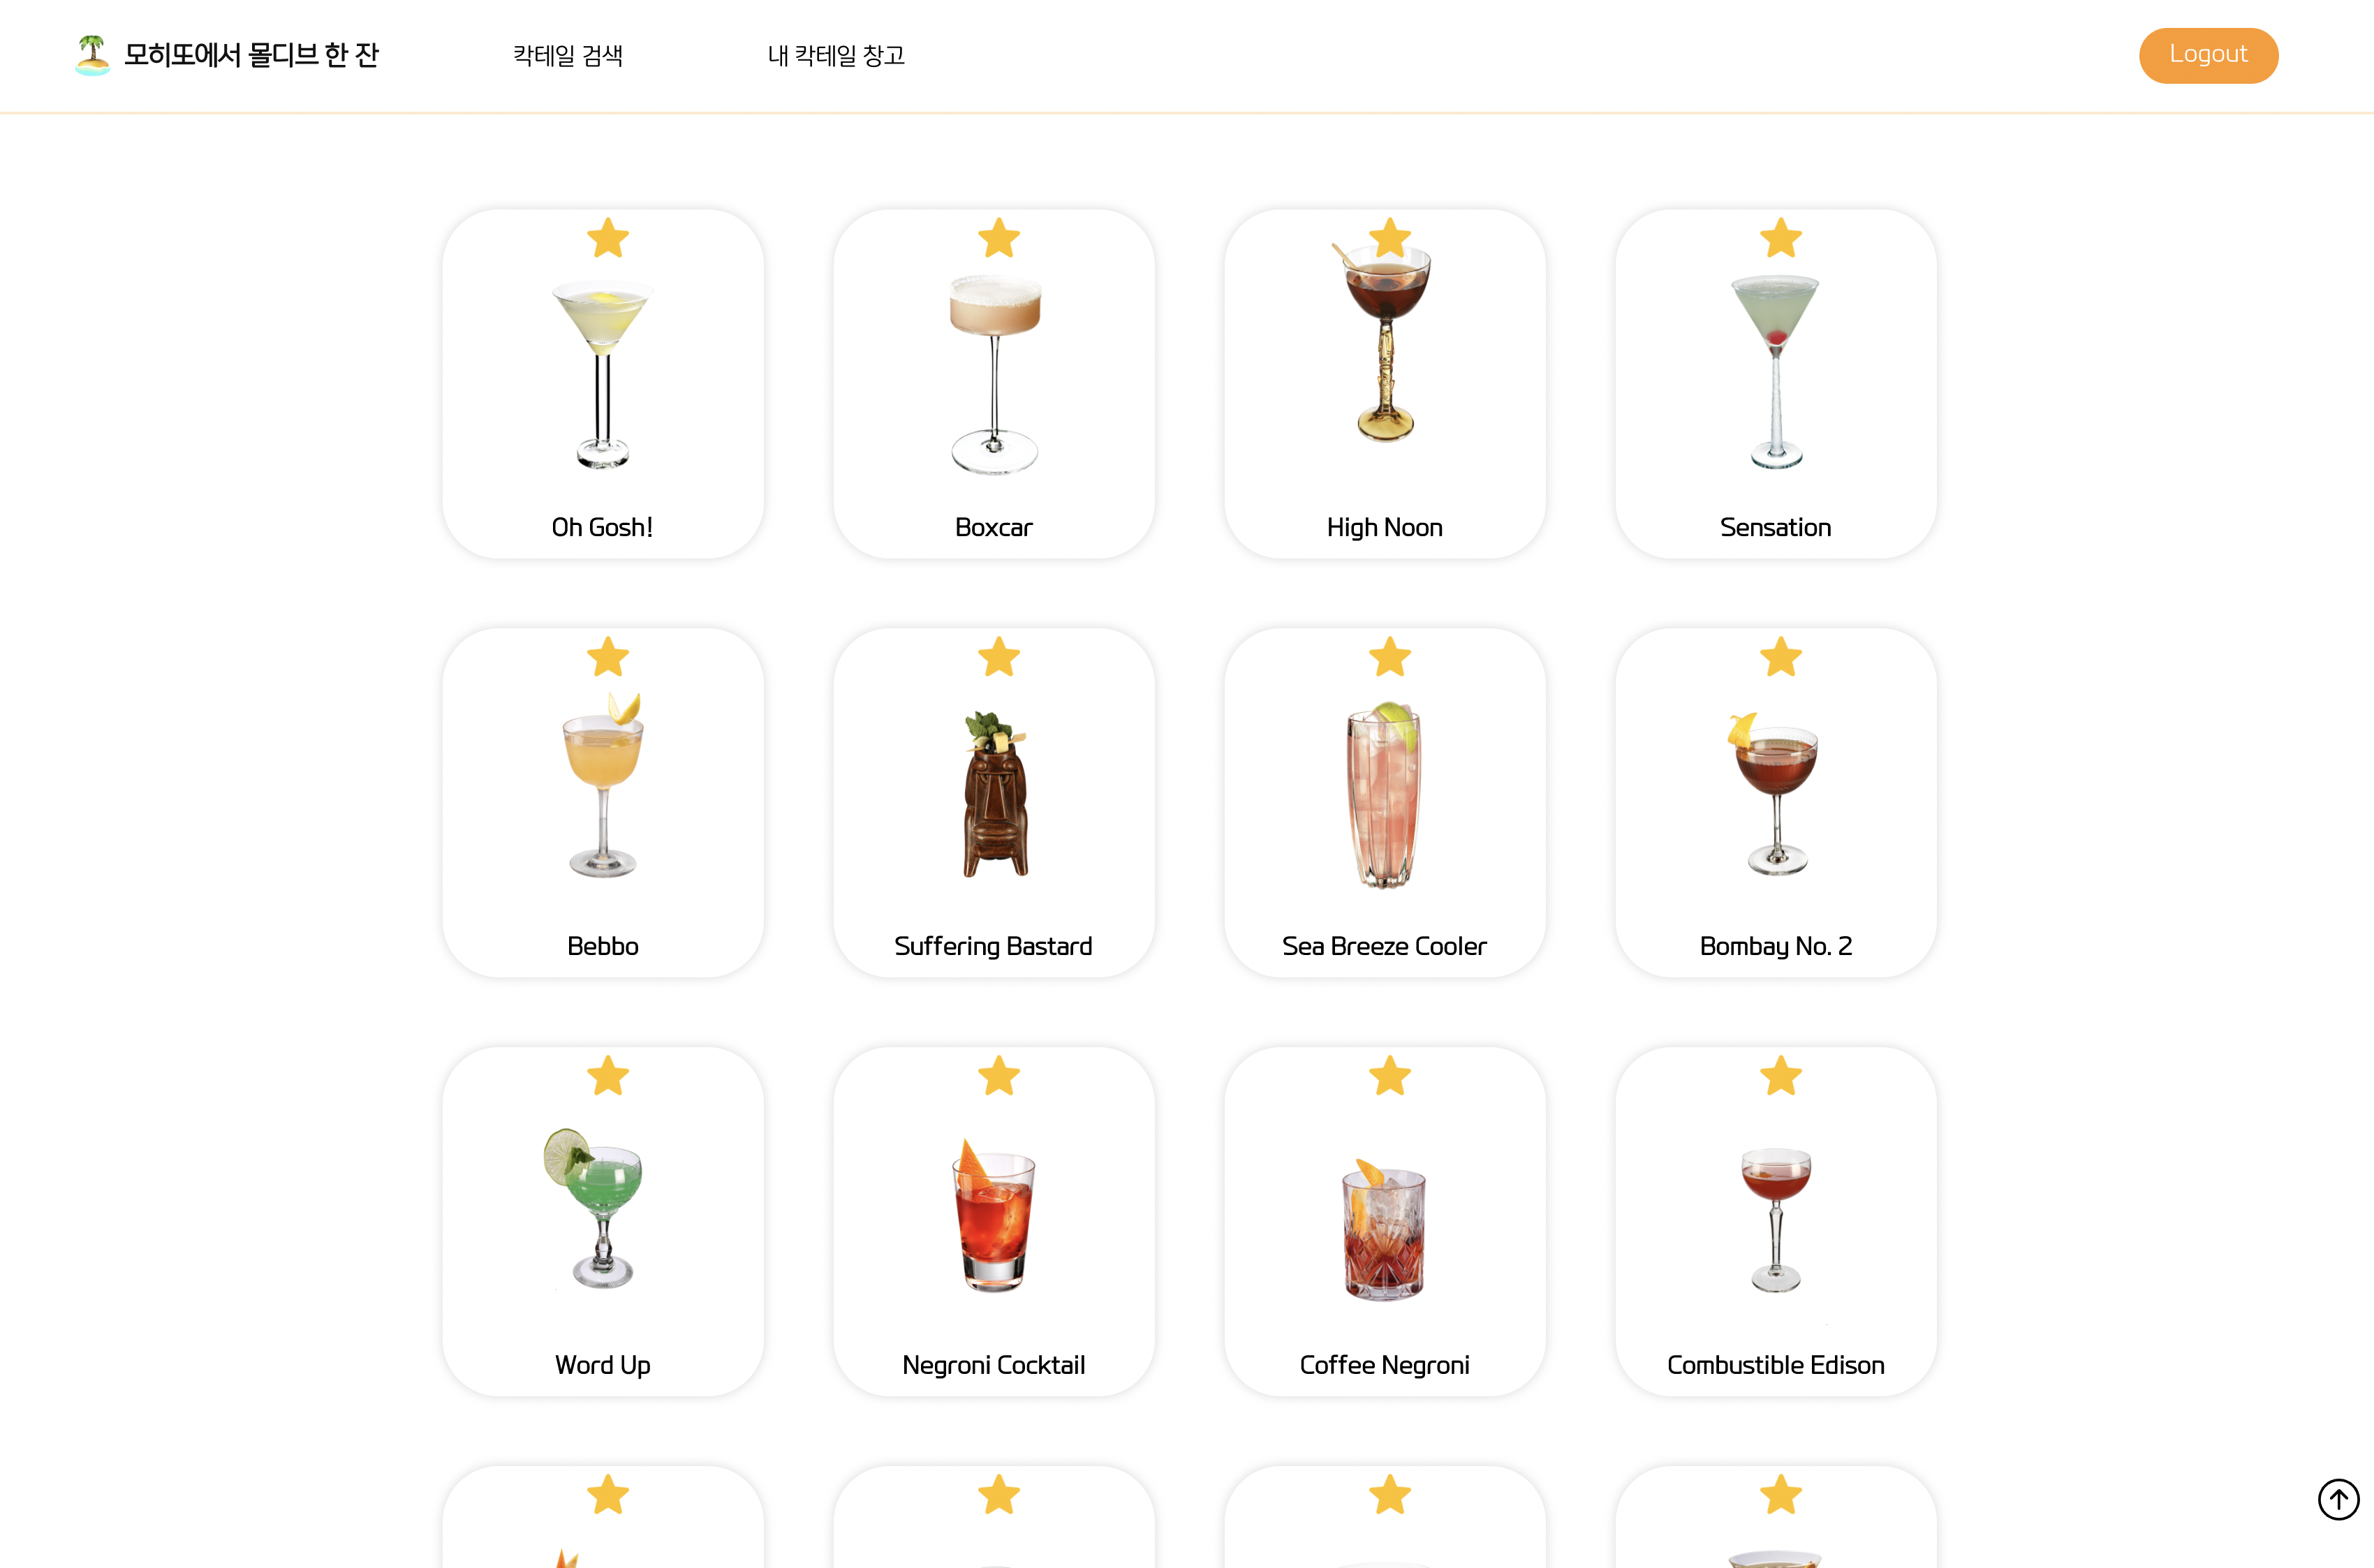 모히또에서 몰디브 한 잔
칵테일 검색
내 칵테일 창고
Logout
Oh Gosh!
Boxcar
High Noon
Sensation
Bebbo
Suffering Bastard
Sea Breeze Cooler
Bombay No. 2
Word Up
Negroni Cocktail
Coffee Negroni
Combustible Edison